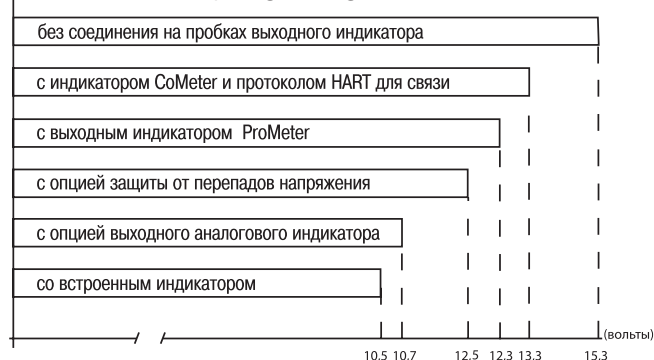 без соединения на пробках выходного индикатора
с индикатором CoMeter и протоколом HART для связи
с выходным индикатором ProMeter
с опцией защиты от перепадов напряжения
с опцией выходного аналогового индикатора
со встроенным индикатором
(вольты)
10.5 10.7 12.5 12.3 13.3 15.3